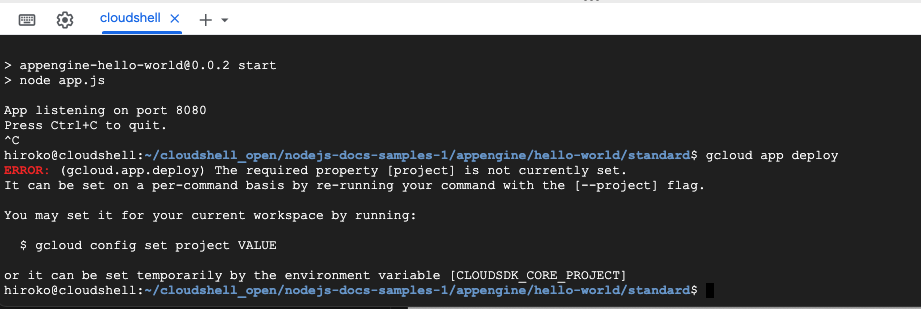 cloudshell
> appengine-hello-world@0.0.2 start
> node app.js
App listening on port 8080
Press Ctrl+C to quit.
^C
hiroko@cloudshell:~/cloudshell_open/nodejs-docs-samples-1/appengine/hello-world/standard$ gcloud app deploy
ERROR: (gcloud.app.deploy) The required property [project] is not currently set.
It can be set on a per-command basis by re-running your command with the [--project] flag.
You may set it for your current workspace by running:
$ gcloud config set project VALUE
or it can be set temporarily by the environment variable [CLOUDSDK_CORE_PROJECT]
hiroko@cloudshell:~/cloudshell_open/nodejs-docs-samples-1/appengine/hello-world/standard$